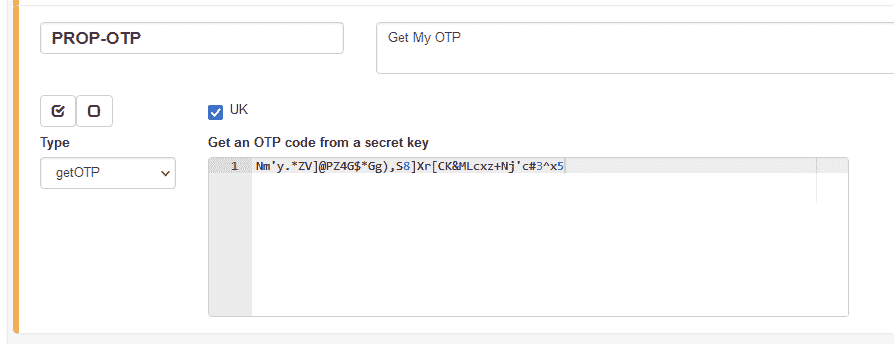 PROP-OTP
Get My OTP
UK
Type
Get an OTP code from a secret key
getOTP
1 Nm'y.*ZV]@PZ4G$*Gg),S8]Xr[CK&MLcxz+Nj'c#3^x5